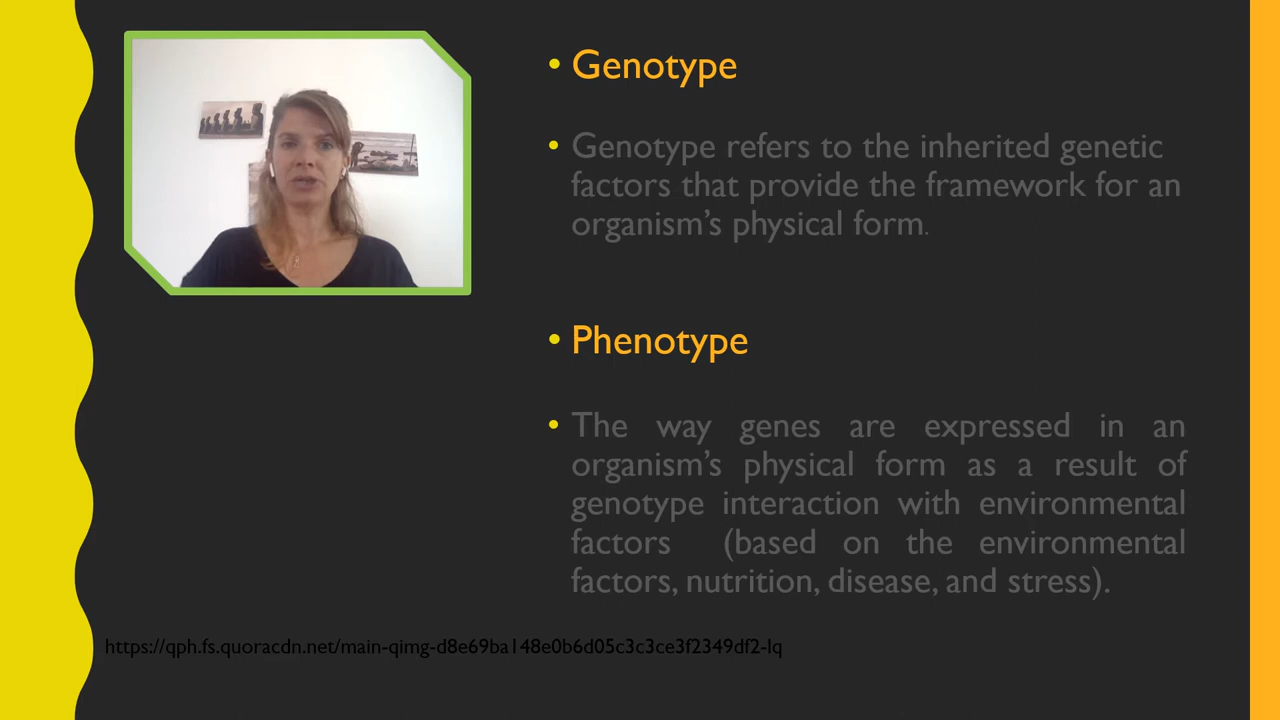 • Genotype
• Genotype refers to the inherited genetic
factors that provide the framework for an
organism’s physical form.
• Phenotype
• The way genes are expressed in an
organism’s physical form as a result of
genotype interaction with environmental
factors (based on the environmental
factors, nutrition, disease, and stress).
https://qph.fs.quoracdn.net/main-qimg-d8e69ba148e0b6d05c3c3ce3f2349df2-lq